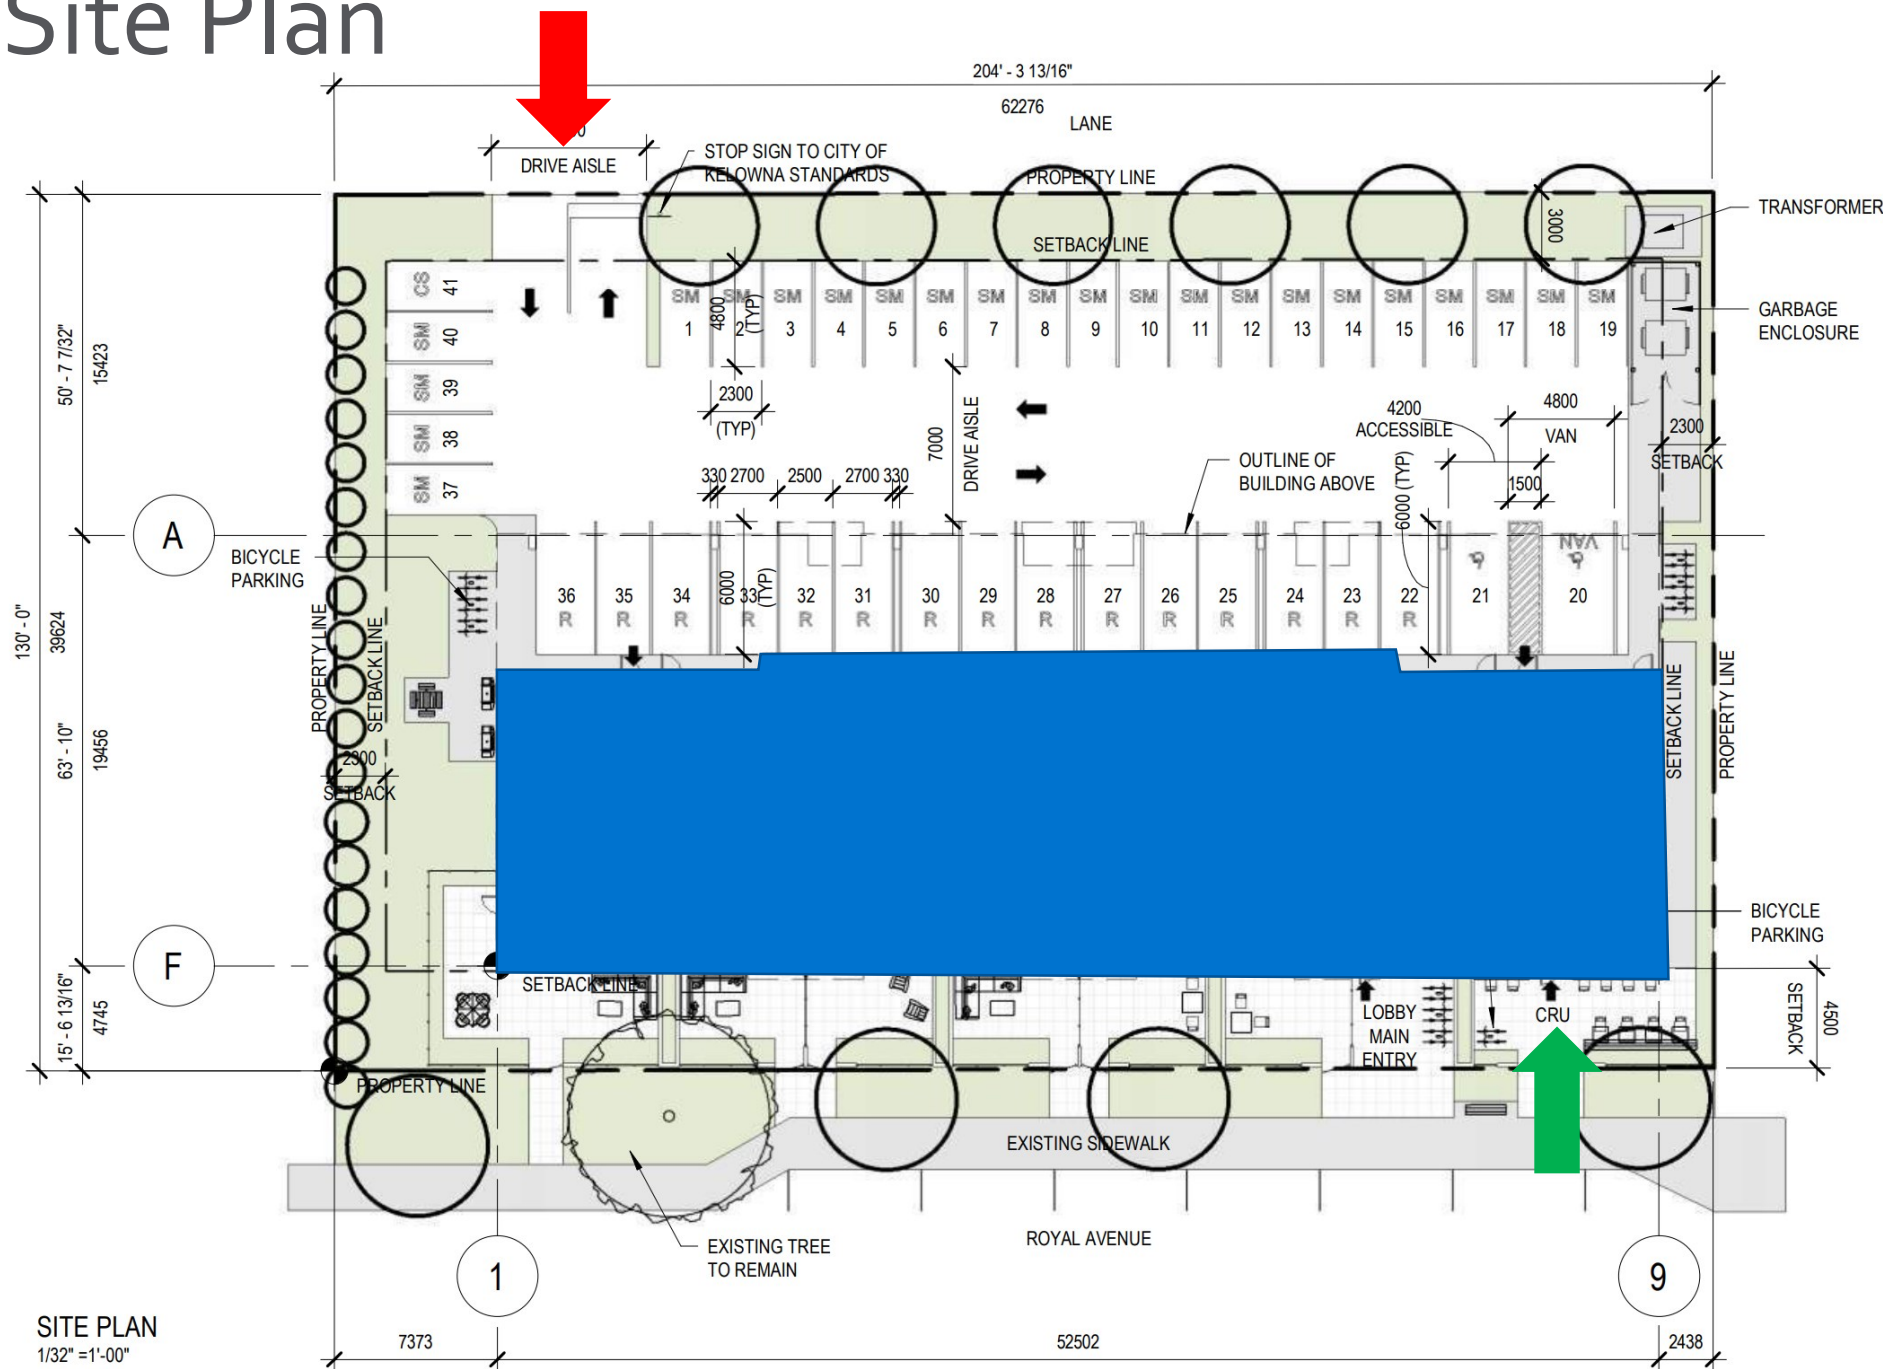 Site Plan
204' - 3 13/16"
62276
LANE
DRIVE AISLE
STOP SIGN TO CITY OF
KELOWNA STANDARDS
PROPERTY LINE
SETBACK LINE
3000
TRANSFORMER
GARBAGE
ENCLOSURE
CS 41
SM 40
SM 39
SM 38
SM 37
SM SM SM SM SM SM SM SM SM SM SM SM SM SM SM SM SM SM SM
1 2 3 4 5 6 7 8 9 10 11 12 13 14 15 16 17 18 19
4800
(TYP)
2300
(TYP)
7000
DRIVE AISLE
4200
ACCESSIBLE
4800
VAN
2300
SETBACK
1500
OUTLINE OF
BUILDING ABOVE
330 2700 2500 2700 330
6000 (TYP)
50' - 7 7/32"
15423
A
BICYCLE
PARKING
6000
(TYP)
VAN
36 35 34 33 32 31 30 29 28 27 26 25 24 23 22 21 20
R R R R R R R R R R R R R R R
130' - 0"
39624
PROPERTY LINE
SETBACK LINE
63' - 10"
19456
2300
SETBACK
SETBACK LINE
PROPERTY LINE
BICYCLE
PARKING
F
SETBACK LINE
15' - 6 13/16"
4745
LOBBY
MAIN
ENTRY
CRU
SETBACK
4500
PROPERTY LINE
EXISTING SIDEWALK
EXISTING TREE
TO REMAIN
ROYAL AVENUE
1
9
SITE PLAN
1/32" =1'-00"
7373
52502
2438